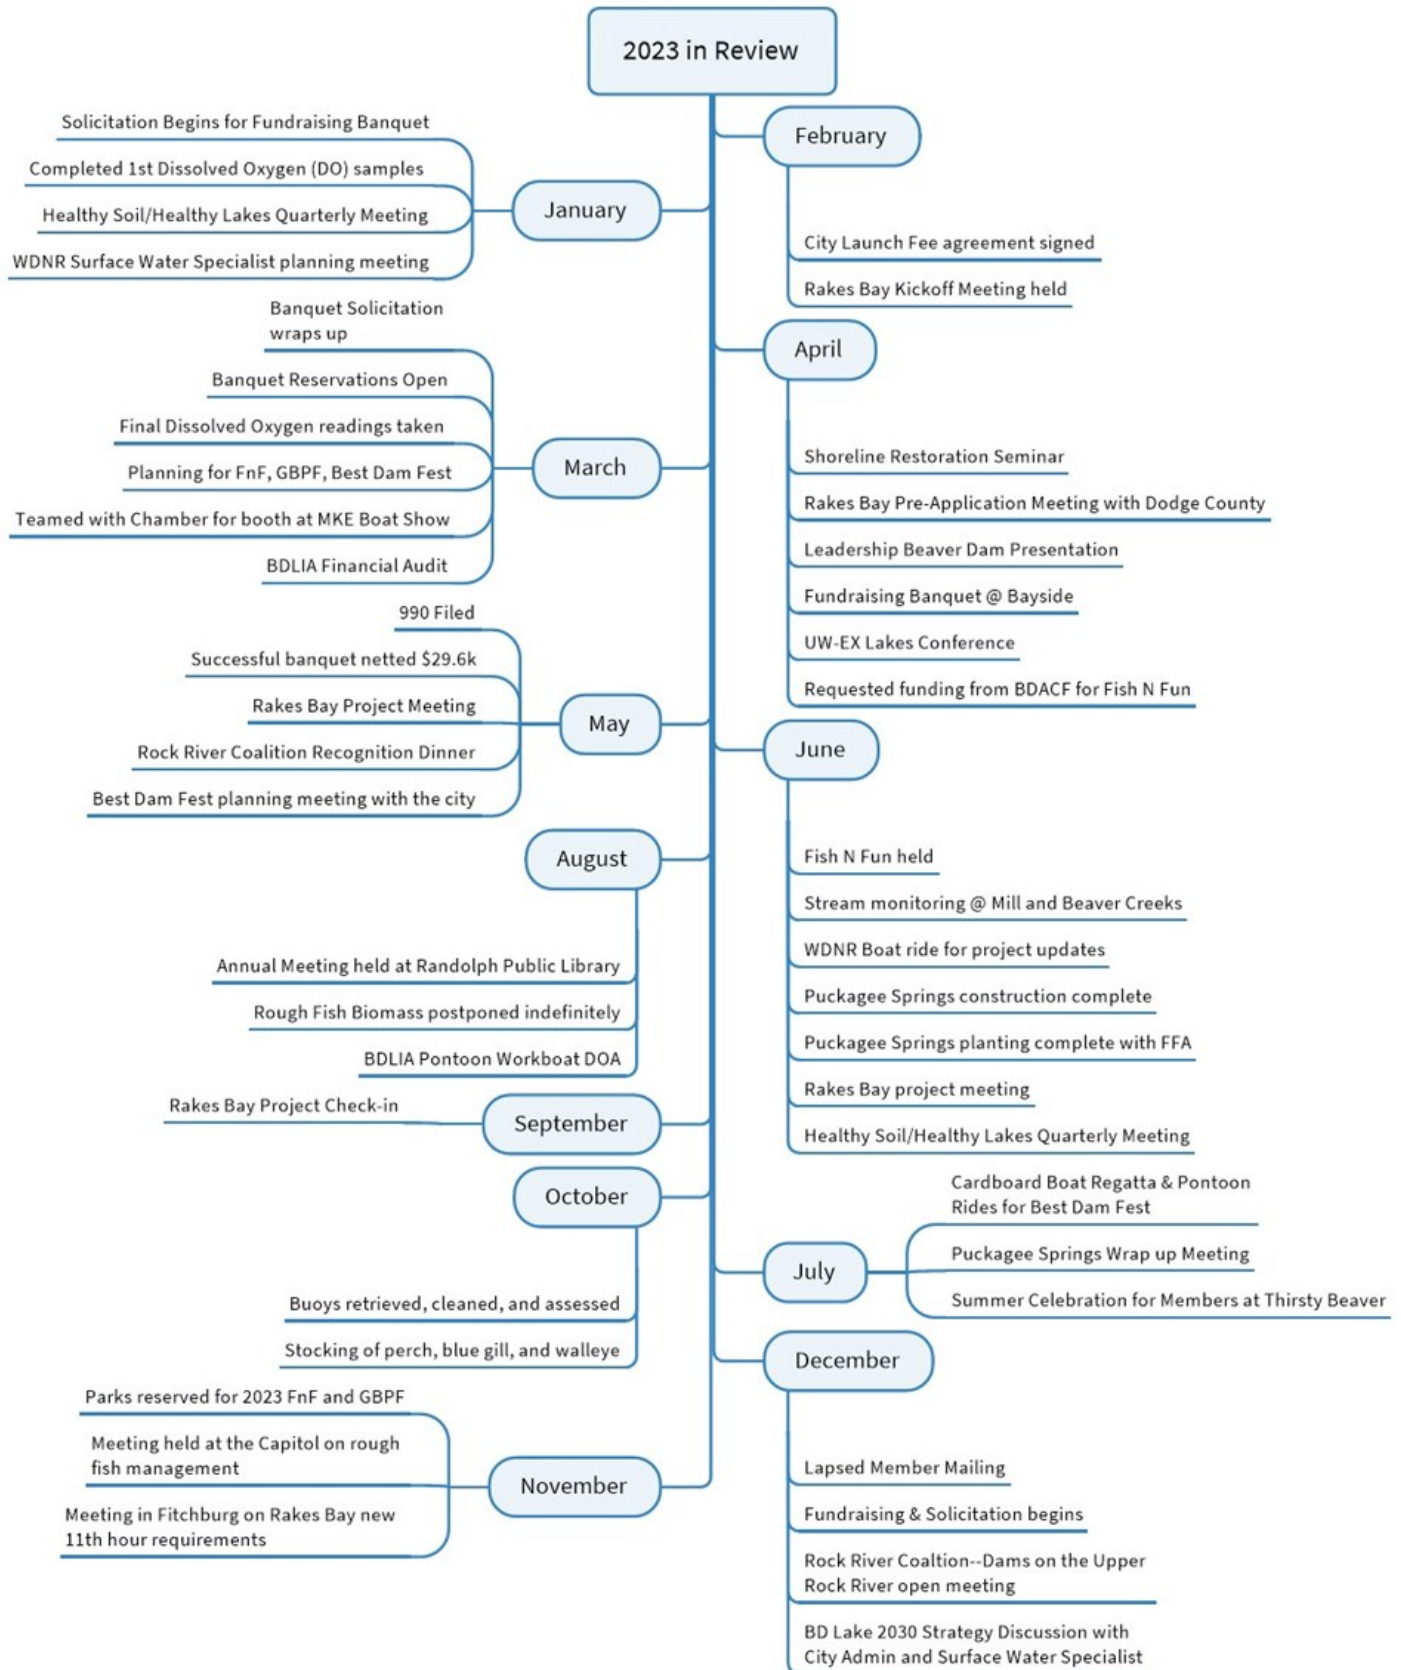 2023 in Review
January
Solicitation Begins for Fundraising Banquet
Completed 1st Dissolved Oxygen (DO) samples
Healthy Soil/Healthy Lakes Quarterly Meeting
WDNR Surface Water Specialist planning meeting
February
City Launch Fee agreement signed
Rakes Bay Kickoff Meeting held
March
Banquet Solicitation
wraps up
Banquet Reservations Open
Final Dissolved Oxygen readings taken
Planning for FnF, GBPF, Best Dam Fest
Teamed with Chamber for booth at MKE Boat Show
BDLIA Financial Audit
April
Shoreline Restoration Seminar
Rakes Bay Pre-Application Meeting with Dodge County
Leadership Beaver Dam Presentation
Fundraising Banquet @ Bayside
UW-EX Lakes Conference
Requested funding from BDACF for Fish N Fun
May
990 Filed
Successful banquet netted $29.6k
Rakes Bay Project Meeting
Rock River Coalition Recognition Dinner
Best Dam Fest planning meeting with the city
June
Fish N Fun held
Stream monitoring @ Mill and Beaver Creeks
WDNR Boat ride for project updates
Puckagee Springs construction complete
Puckagee Springs planting complete with FFA
Rakes Bay project meeting
Healthy Soil/Healthy Lakes Quarterly Meeting
July
Cardboard Boat Regatta & Pontoon
Rides for Best Dam Fest
Puckagee Springs Wrap up Meeting
Summer Celebration for Members at Thirsty Beaver
August
Annual Meeting held at Randolph Public Library
Rough Fish Biomass postponed indefinitely
BDLIA Pontoon Workboat DOA
September
Rakes Bay Project Check-in
October
Buoys retrieved, cleaned, and assessed
Stocking of perch, blue gill, and walleye
November
Parks reserved for 2023 FnF and GBPF
Meeting held at the Capitol on rough
fish management
Meeting in Fitchburg on Rakes Bay new
11th hour requirements
December
Lapsed Member Mailing
Fundraising & Solicitation begins
Rock River Coaltion--Dams on the Upper
Rock River open meeting
BD Lake 2030 Strategy Discussion with
City Admin and Surface Water Specialist